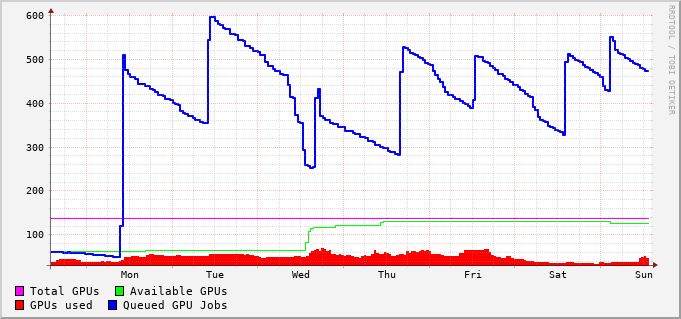 600
500
400
300
200
100
Mon Tue Wed Thu Fri Sat Sun
Total GPUs Available GPUs
GPUs used Queued GPU Jobs
RRDTOOL / TOBI OETIKER